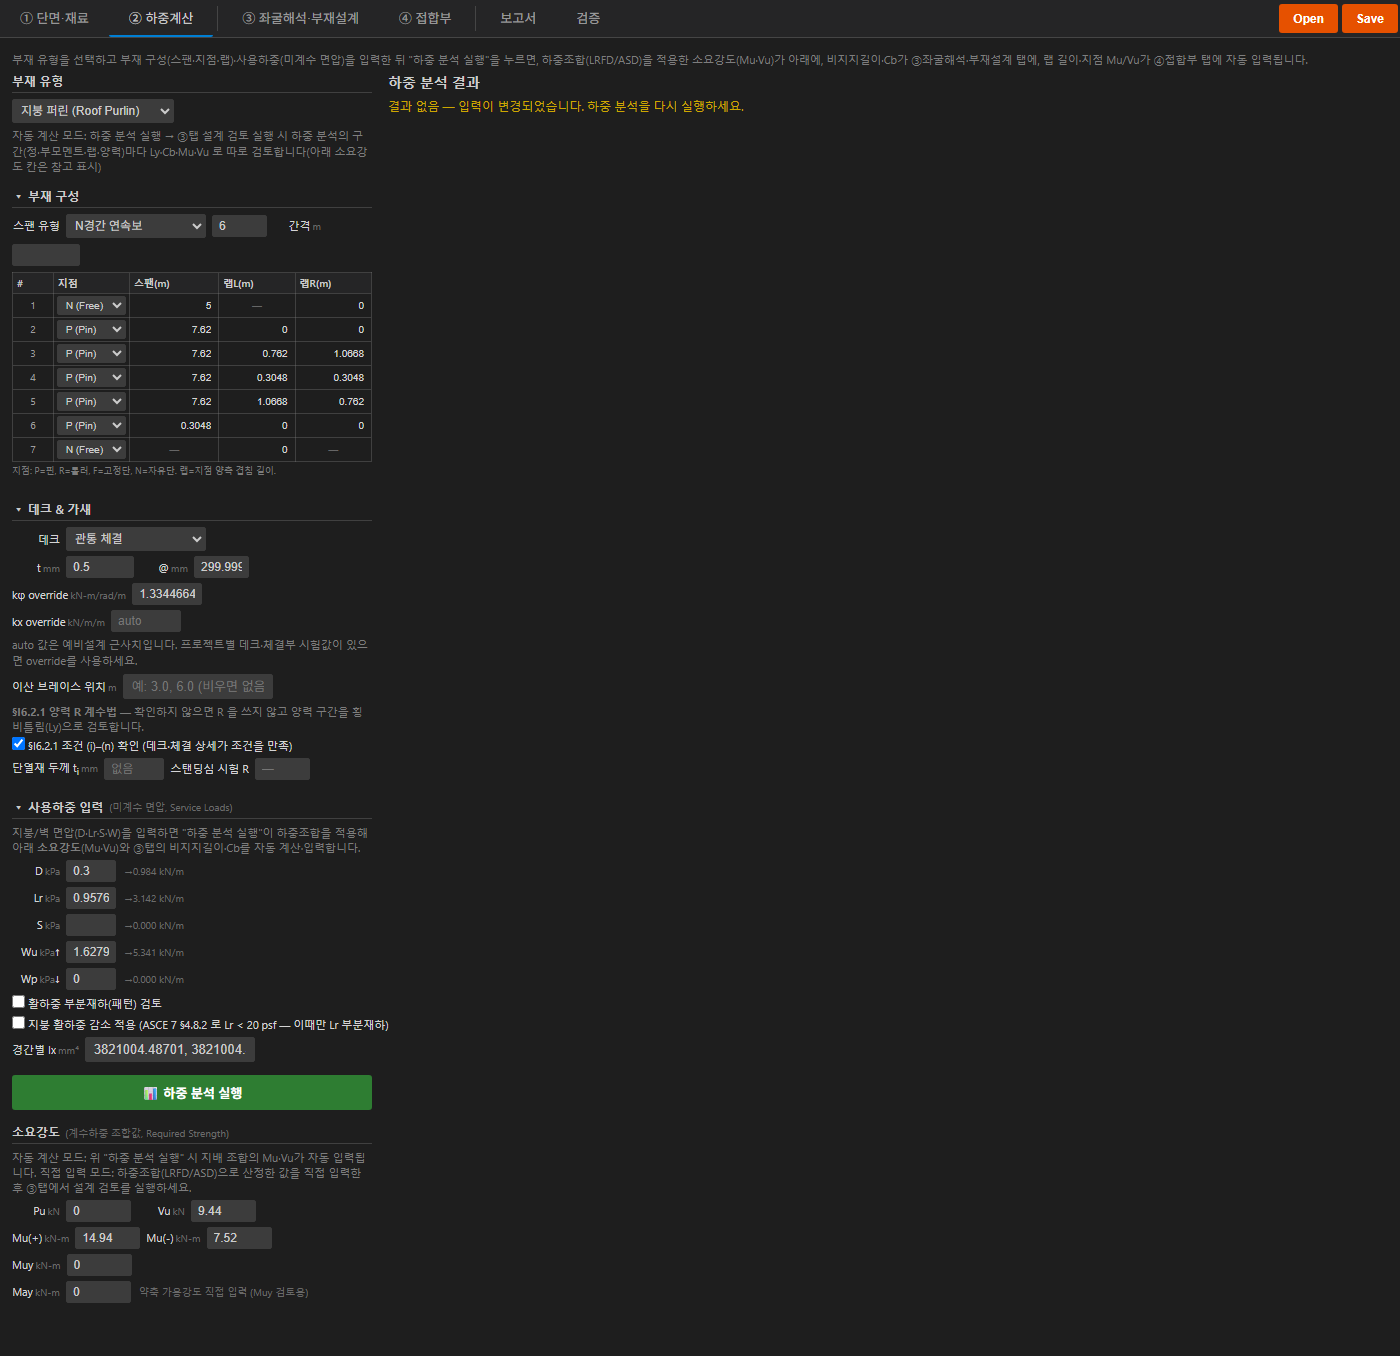 ① 단면·재료
② 하중계산
③ 좌굴해석·부재설계
④ 접합부
보고서
검증
Open
Save
부재 유형을 선택하고 부재 구성(스팬·지점·랩)·사용하중(미계수 면압)을 입력한 뒤 "하중 분석 실행"을 누르면, 하중조합(LRFD/ASD)을 적용한 소요강도(Mu·Vu)가 아래에, 비지지길이·Cb가 ③좌굴해석·부재설계 탭에, 랩 길이·지점 Mu/Vu가 ④접합부 탭에 자동 입력됩니다.
부재 유형
지붕 퍼린 (Roof Purlin)
자동 계산 모드: 하중 분석 실행 → ③탭 설계 검토 실행 시 하중 분석의 구
간(정·부모멘트·랩·양력)마다 Ly·Cb·Mu·Vu 로 따로 검토합니다(아래 소요강
도 칸은 참고 표시)
▼ 부재 구성
스팬 유형 N경간 연속보 6 간격 m
# 지점 스팬(m) 랩L(m) 랩R(m)
1 N (Free) 5 — 0
2 P (Pin) 7.62 0 0
3 P (Pin) 7.62 0.762 1.0668
4 P (Pin) 7.62 0.3048 0.3048
5 P (Pin) 7.62 1.0668 0.762
6 P (Pin) 0.3048 0 0
7 N (Free) — 0 —
지점: P=핀, R=롤러, F=고정단, N=자유단. 랩=지점 양측 겹침 길이.
▼ 데크 & 가새
데크 관통 체결
t mm 0.5 @ mm 299.999
kφ override kN-m/rad/m 1.3344664
kx override kN/m/m auto
auto 값은 예비설계 근사치입니다. 프로젝트별 데크·체결부 시험값이 있으
면 override를 사용하세요.
이산 브레이스 위치 m 예: 3.0, 6.0 (비우면 없음
§I6.2.1 양력 R 계수법 — 확인하지 않으면 R 을 쓰지 않고 양력 구간을 횡
비틀림(Ly)으로 검토합니다.
§I6.2.1 조건 (i)–(n) 확인 (데크·체결 상세가 조건을 만족)
단열재 두께 ti mm 없음 스탠딩심 시험 R —
▼ 사용하중 입력 (미계수 면압, Service Loads)
지붕/벽 면압(D·Lr·S·W)을 입력하면 "하중 분석 실행"이 하중조합을 적용해
아래 소요강도(Mu·Vu)와 ③탭의 비지지길이·Cb를 자동 계산·입력합니다.
D kPa 0.3 →0.984 kN/m
Lr kPa 0.9576 →3.142 kN/m
S kPa →0.000 kN/m
Wu kPa↑ 1.6279 →5.341 kN/m
Wp kPa↓ 0 →0.000 kN/m
활하중 부분재하(패턴) 검토
지붕 활하중 감소 적용 (ASCE 7 §4.8.2 로 Lr < 20 psf — 이때만 Lr 부분재하)
경간별 Ix mm⁴ 3821004.48701, 3821004.
📊 하중 분석 실행
소요강도 (계수하중 조합값, Required Strength)
자동 계산 모드: 위 "하중 분석 실행" 시 지배 조합의 Mu·Vu가 자동 입력됩
니다. 직접 입력 모드: 하중조합(LRFD/ASD)으로 산정한 값을 직접 입력한
후 ③탭에서 설계 검토를 실행하세요.
Pu kN 0 Vu kN 9.44
Mu(+) kN-m 14.94 Mu(-) kN-m 7.52
Muy kN-m 0
May kN-m 0 약축 가용강도 직접 입력 (Muy 검토용)
하중 분석 결과
결과 없음 — 입력이 변경되었습니다. 하중 분석을 다시 실행하세요.